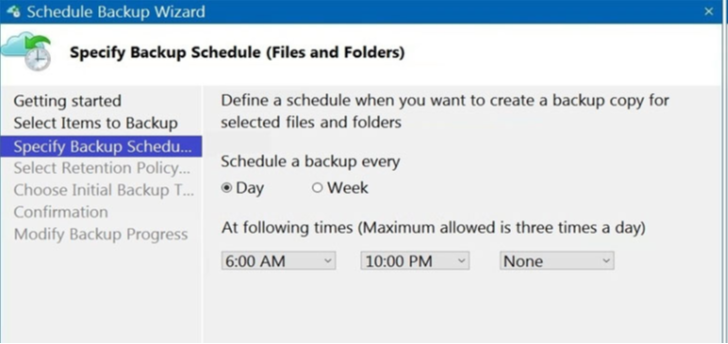 Schedule Backup Wizard
Specify Backup Schedule (Files and Folders)
Getting started
Select Items to Backup
Specify Backup Schedu...
Select Retention Policy...
Choose Initial Backup T...
Confirmation
Modify Backup Progress
Define a schedule when you want to create a backup copy for
selected files and folders
Schedule a backup every
Day Week
At following times (Maximum allowed is three times a day)
6:00 AM 10:00 PM None